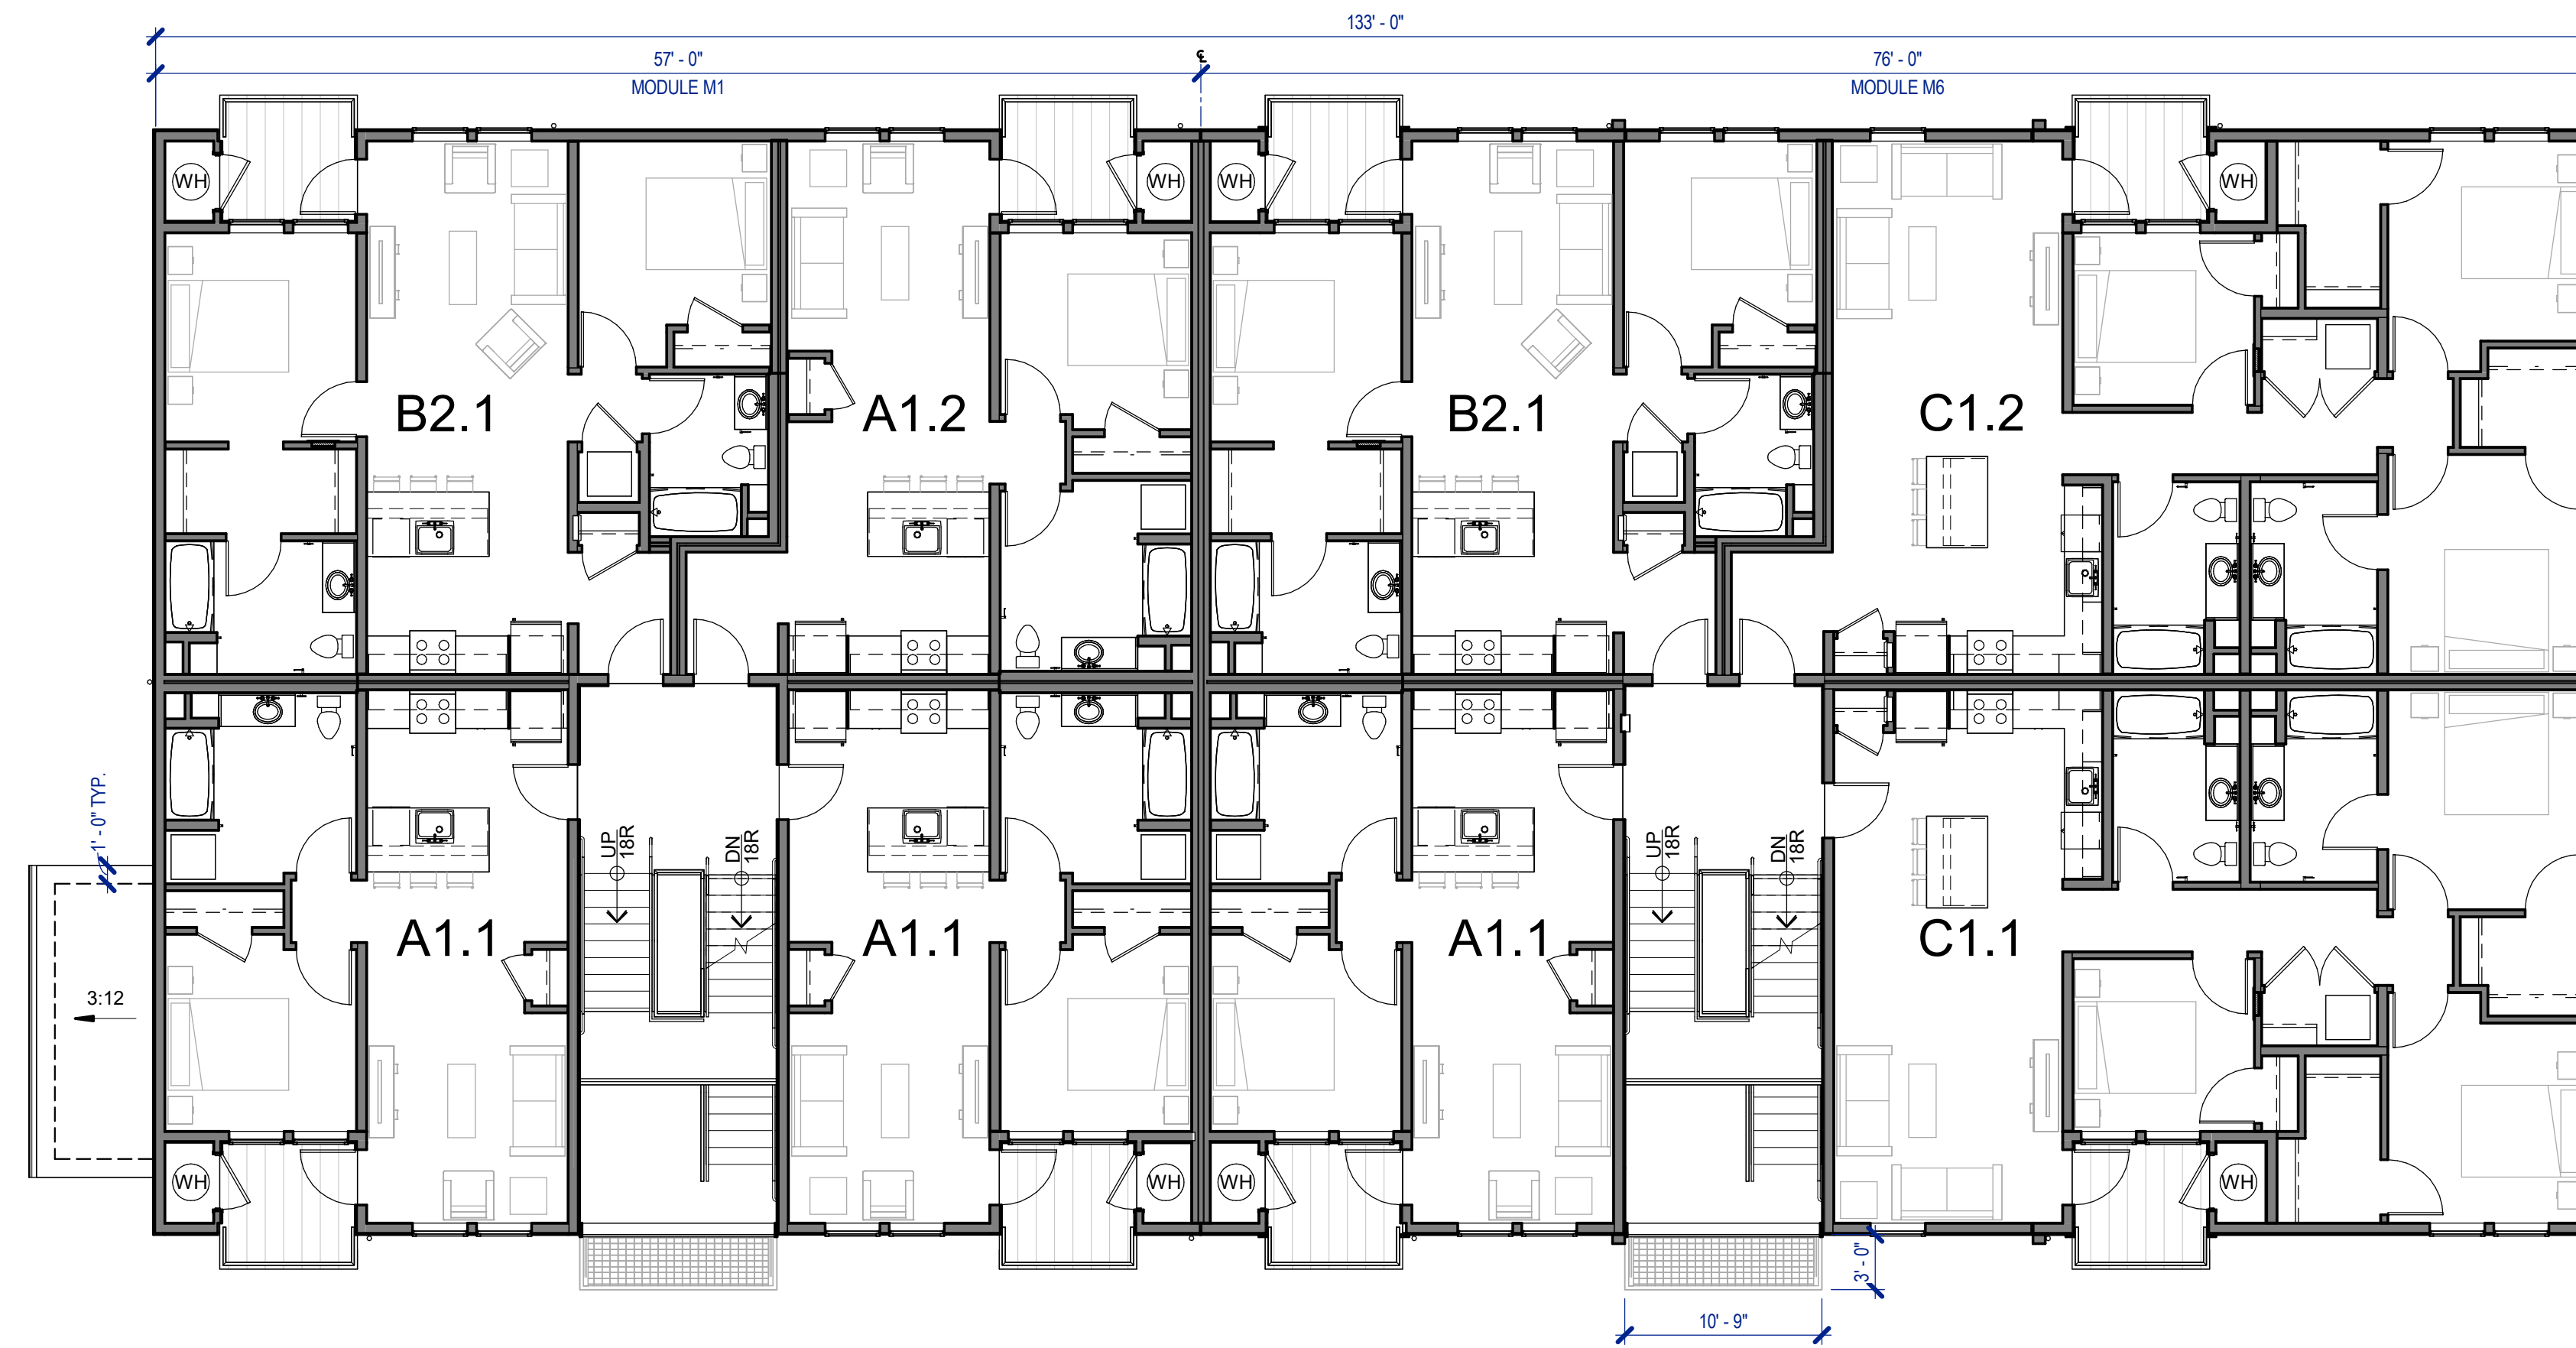 133' - 0"
57' - 0"
℄
76' - 0"
MODULE M1
MODULE M6
WH
WH
WH
WH
B2.1
A1.2
B2.1
C1.2
1' - 0" TYP.
UP
18R
DN
18R
UP
18R
DN
18R
A1.1
A1.1
A1.1
C1.1
3:12
WH
WH
WH
WH
3' - 0"
10' - 9"